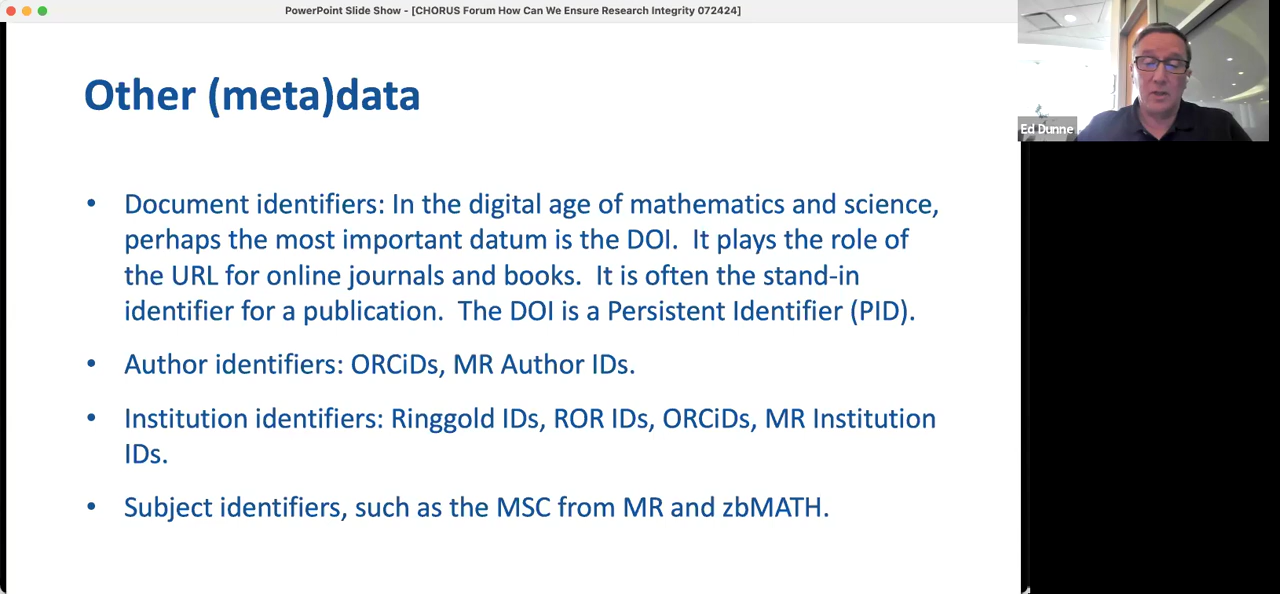 PowerPoint Slide Show - [CHORUS Forum How Can We Ensure Research Integrity 072424]
Other (meta)data
Ed Dunne
• Document identifiers: In the digital age of mathematics and science,
perhaps the most important datum is the DOI. It plays the role of
the URL for online journals and books. It is often the stand-in
identifier for a publication. The DOI is a Persistent Identifier (PID).
• Author identifiers: ORCiDs, MR Author IDs.
• Institution identifiers: Ringgold IDs, ROR IDs, ORCiDs, MR Institution
IDs.
• Subject identifiers, such as the MSC from MR and zbMATH.